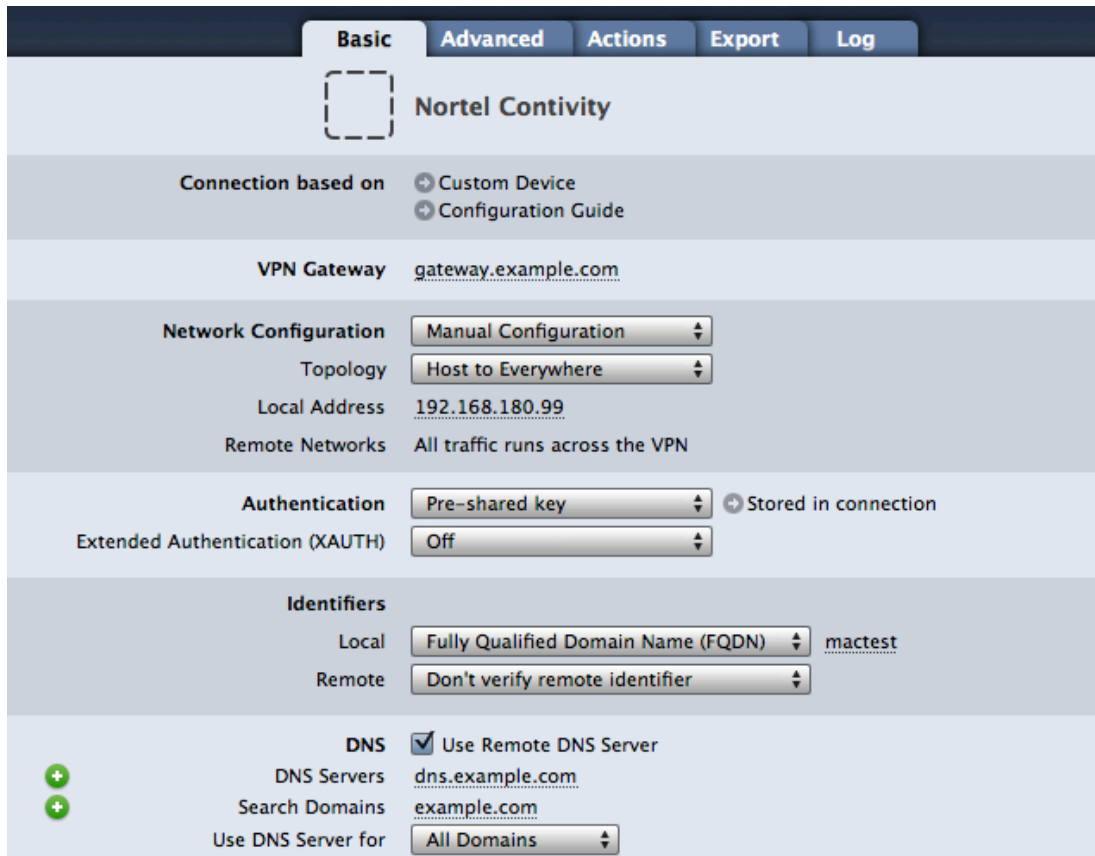 Basic Advanced Actions Export Log
Nortel Contivity
Connection based on Custom Device
Configuration Guide
VPN Gateway gateway.example.com
Network Configuration Manual Configuration
Topology Host to Everywhere
Local Address 192.168.180.99
Remote Networks All traffic runs across the VPN
Authentication Pre-shared key Stored in connection
Extended Authentication (XAUTH) Off
Identifiers
Local Fully Qualified Domain Name (FQDN) mactest
Remote Don't verify remote identifier
DNS Use Remote DNS Server
DNS Servers dns.example.com
Search Domains example.com
Use DNS Server for All Domains